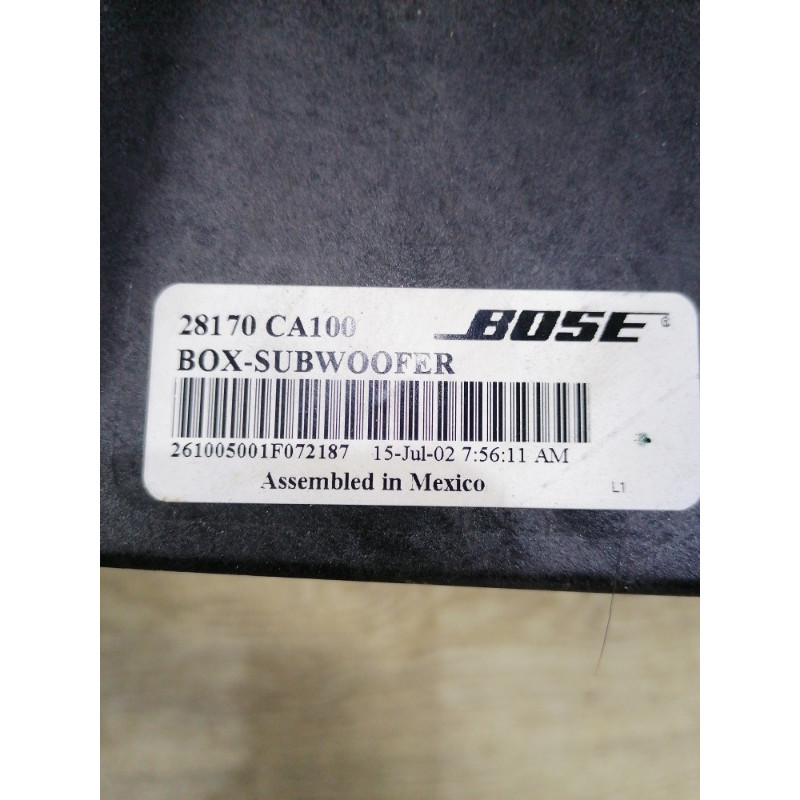 28170 CA100
BOSE®
BOX-SUBWOOFER
261005001F072187 15-Jul-02 7:56:11 AM
Assembled in Mexico
L1